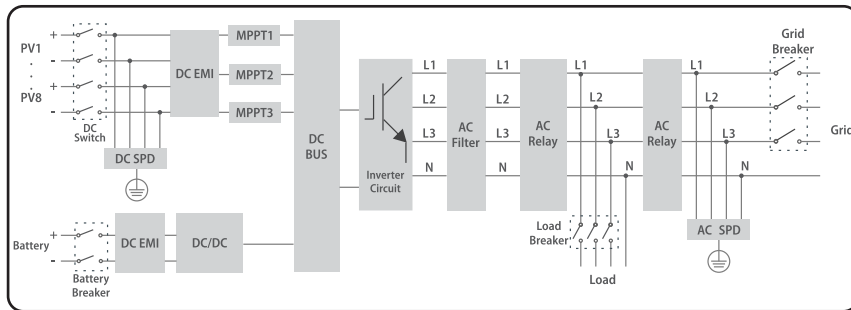 PV1
+
-
.
.
PV8
+
-
DC
Switch
DC SPD
DC EMI
MPPT1
MPPT2
MPPT3
Battery
+
-
Battery
Breaker
DC EMI
DC/DC
DC
BUS
Inverter
Circuit
L1
L2
L3
N
AC
Filter
L1
L2
L3
N
AC
Relay
L1
L2
L3
N
Load
Breaker
Load
AC
Relay
L1
L2
L3
N
AC SPD
Grid
Breaker
Grid